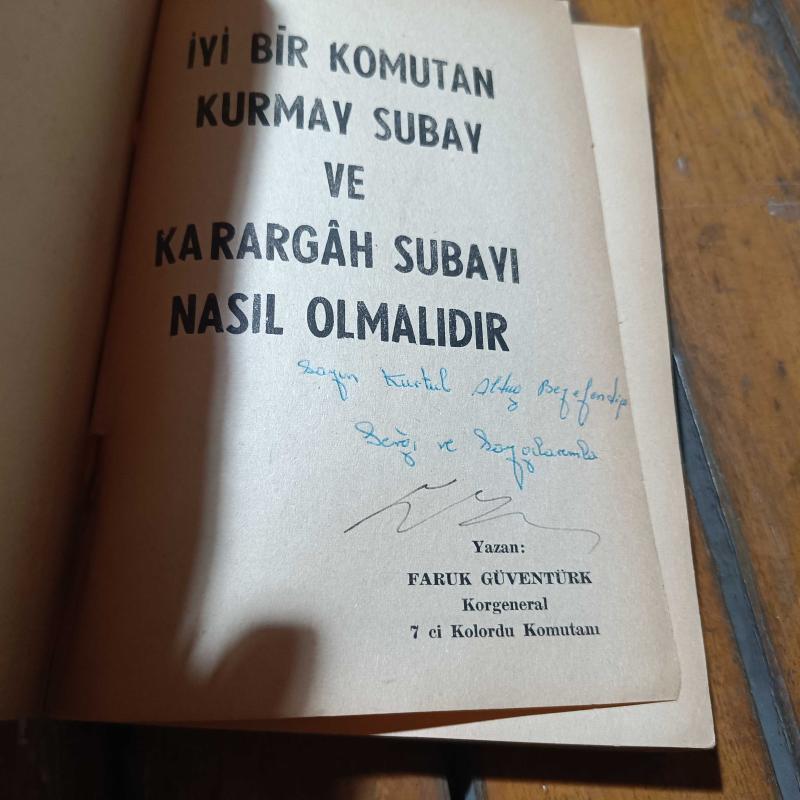 İYİ BİR KOMUTAN
KURMAY SUBAY
VE
KARARGÂH SUBAYI
NASIL OLMALIDIR
Sayın Kurtul Altuğ Beyefendiye
Sevgi ve Saygılarımla
Yazan:
FARUK GÜVENTÜRK
Korgeneral
7 ci Kolordu Komutanı